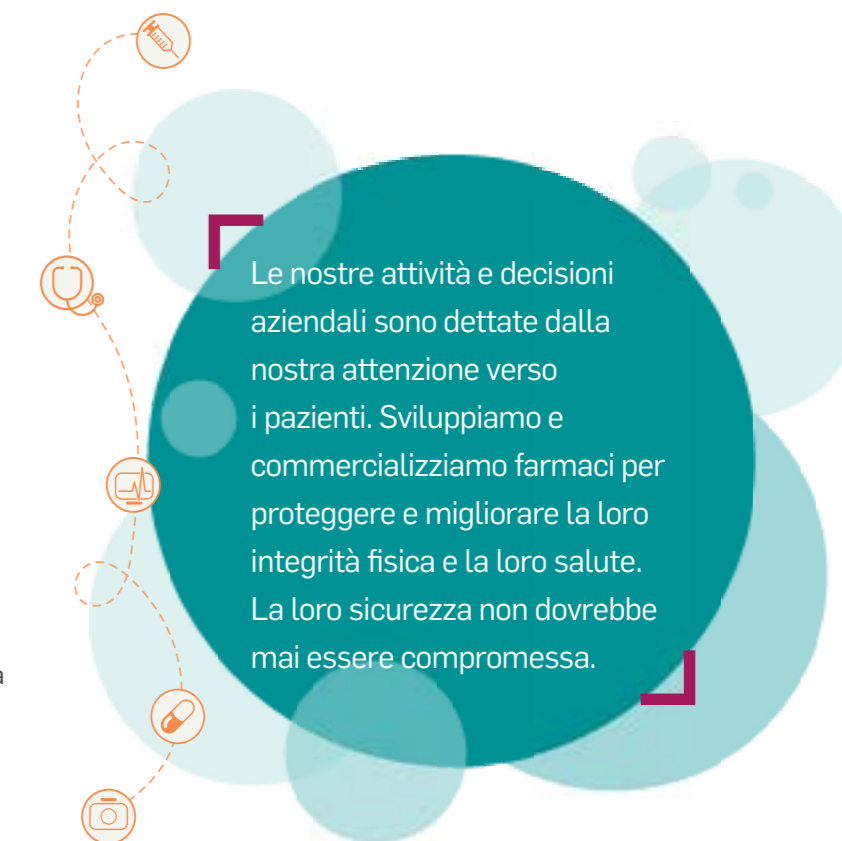 Le nostre attività e decisioni
aziendali sono dettate dalla
nostra attenzione verso
i pazienti. Sviluppiamo e
commercializziamo farmaci per
proteggere e migliorare la loro
integrità fisica e la loro salute.
La loro sicurezza non dovrebbe
mai essere compromessa.